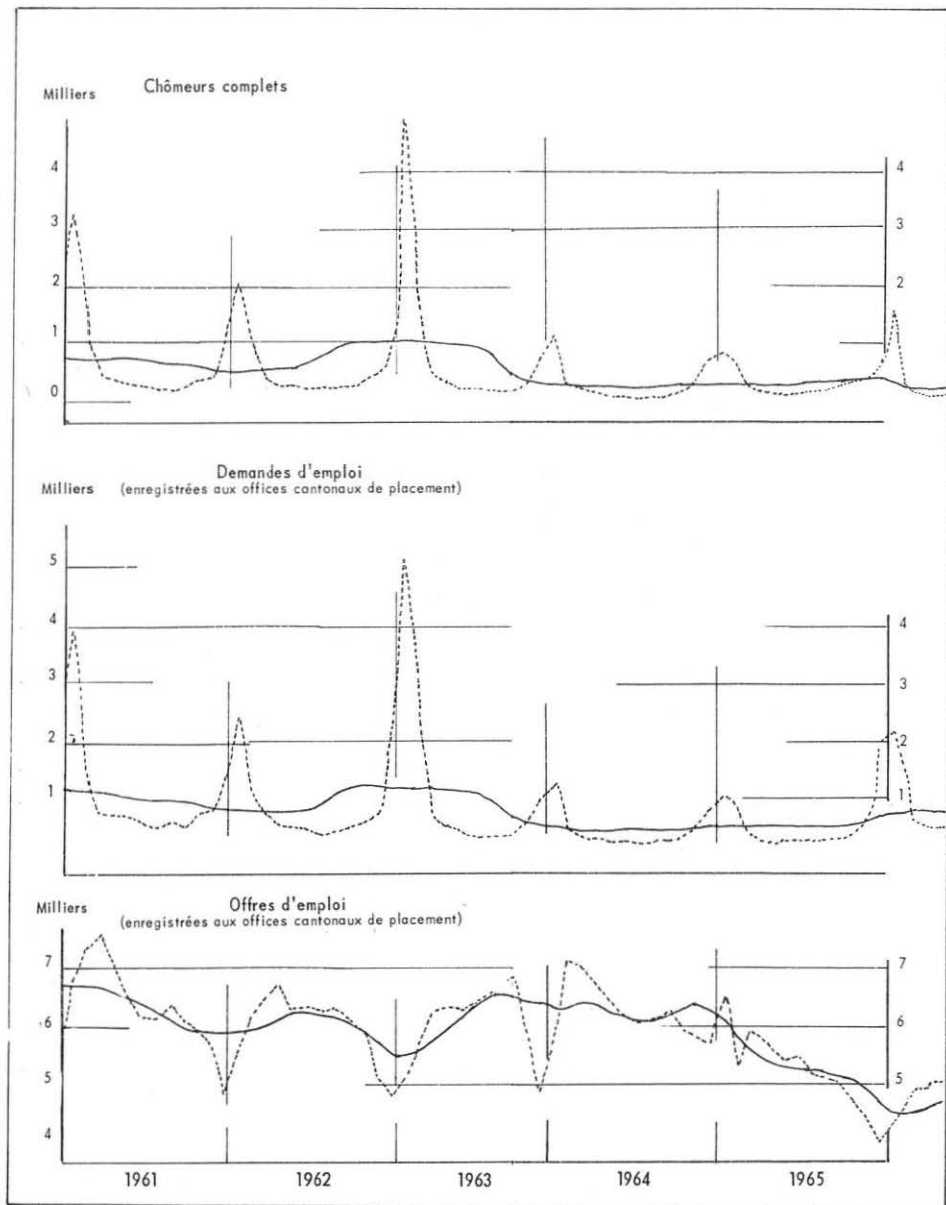 Chômeurs complets
Milliers
4 4
3 3
2 2
1 1
0
Demandes d'emploi
Milliers (enregistrées aux offices cantonaux de placement)
5
4 4
3 3
2 2
1 1
Milliers Offres d'emploi
(enregistrées aux offices cantonaux de placement)
7 7
6 6
5 5
4
1961 1962 1963 1964 1965